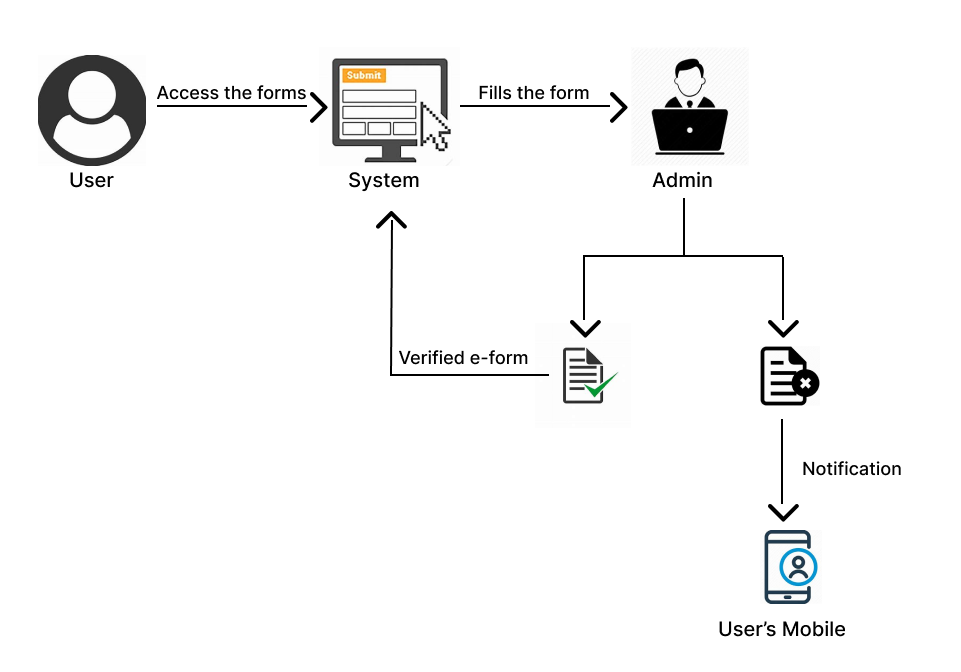 Submit
Access the forms
Fills the form
User
System
Admin
Verified e-form
Notification
User’s Mobile